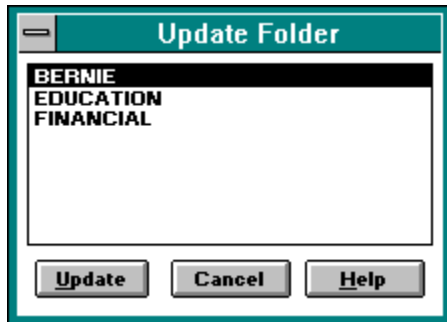 Update Folder
BERNIE
EDUCATION
FINANCIAL
Update Cancel Help